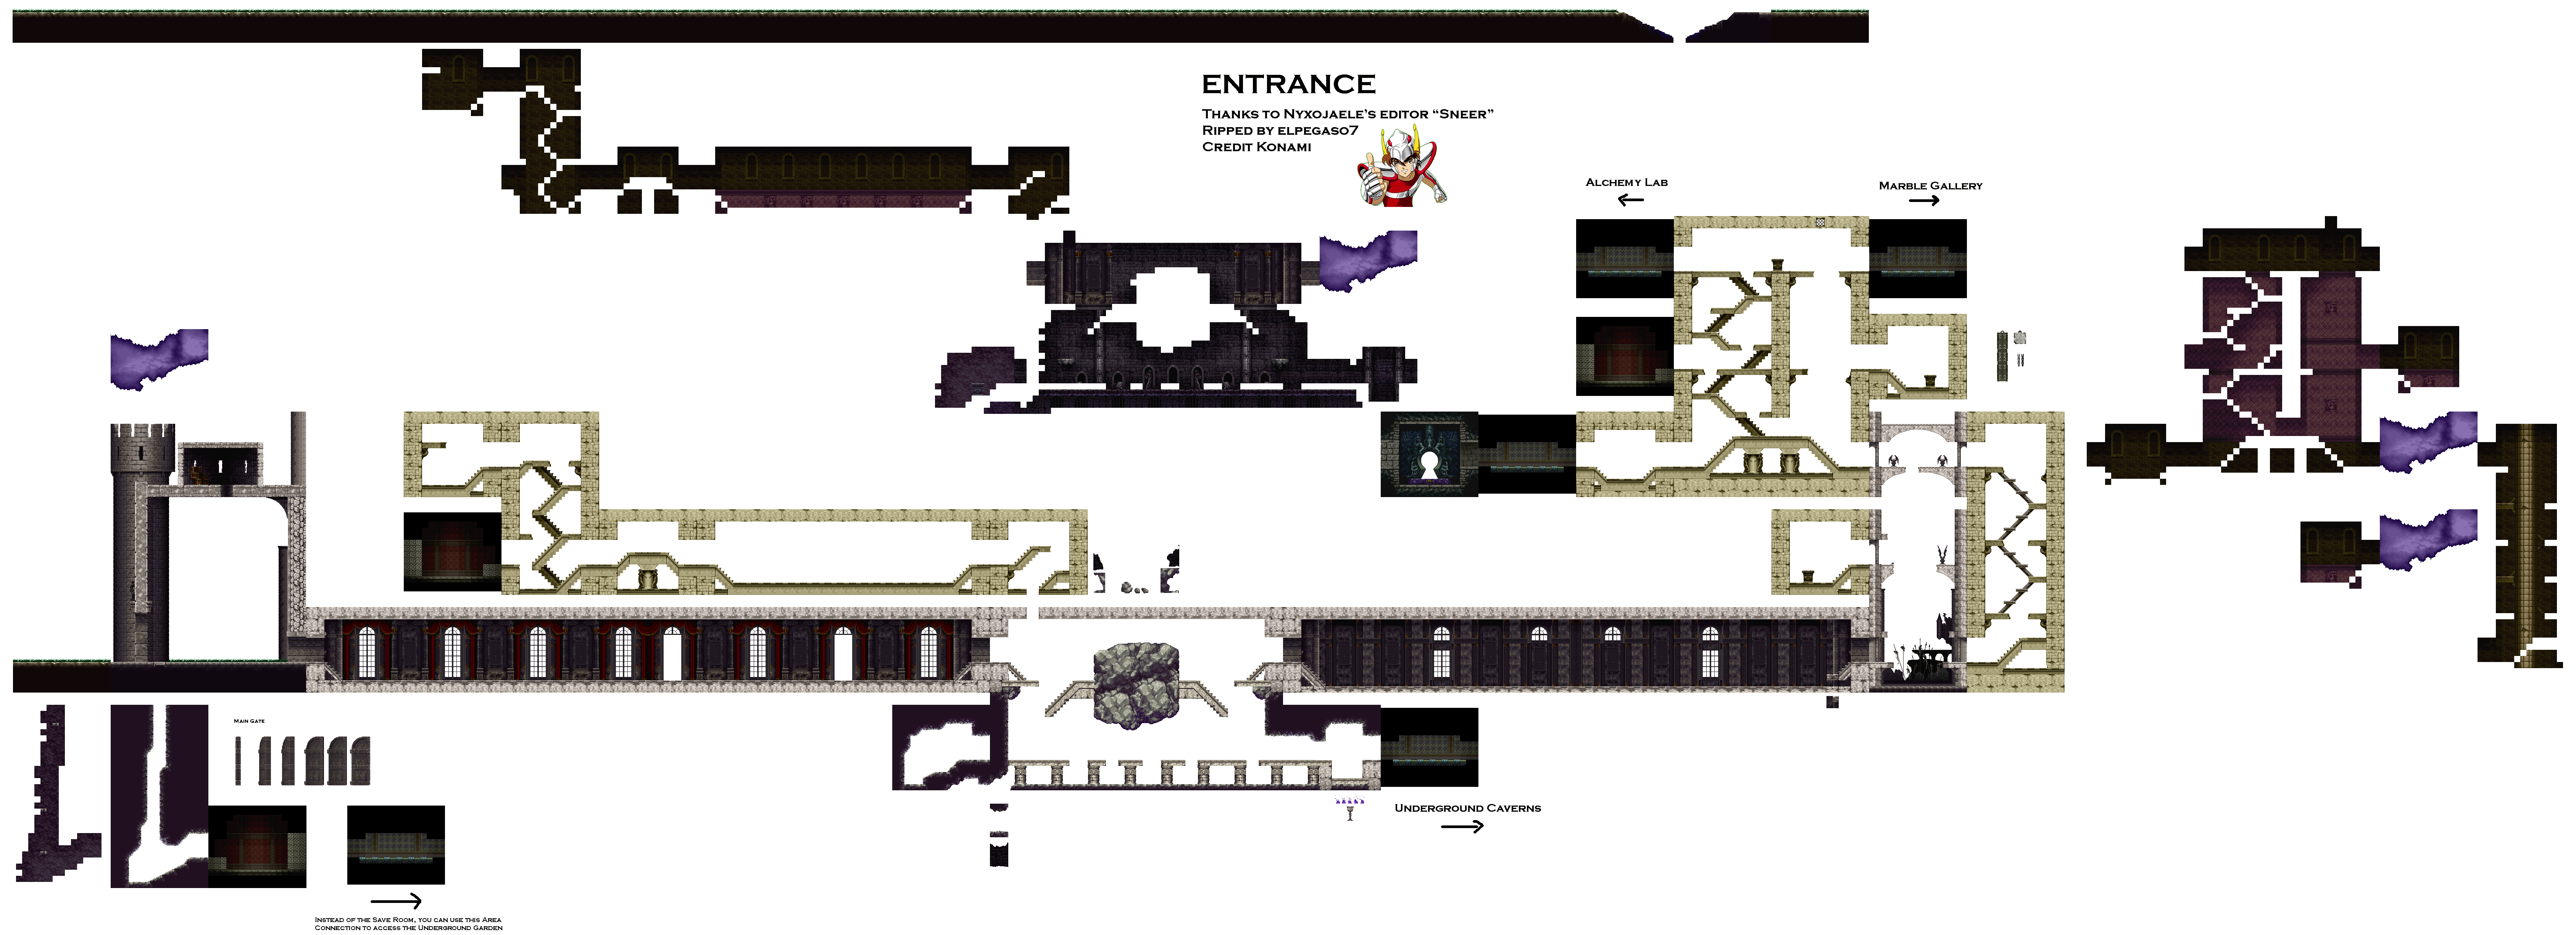 ENTRANCE
Thanks to Nyxojaele's editor “Sneer”
Ripped by elpegaso7
Credit Konami
Alchemy Lab
Marble Gallery
Main Gate
Underground Caverns
Instead of the Save Room, you can use this Area
Connection to access the Underground Garden